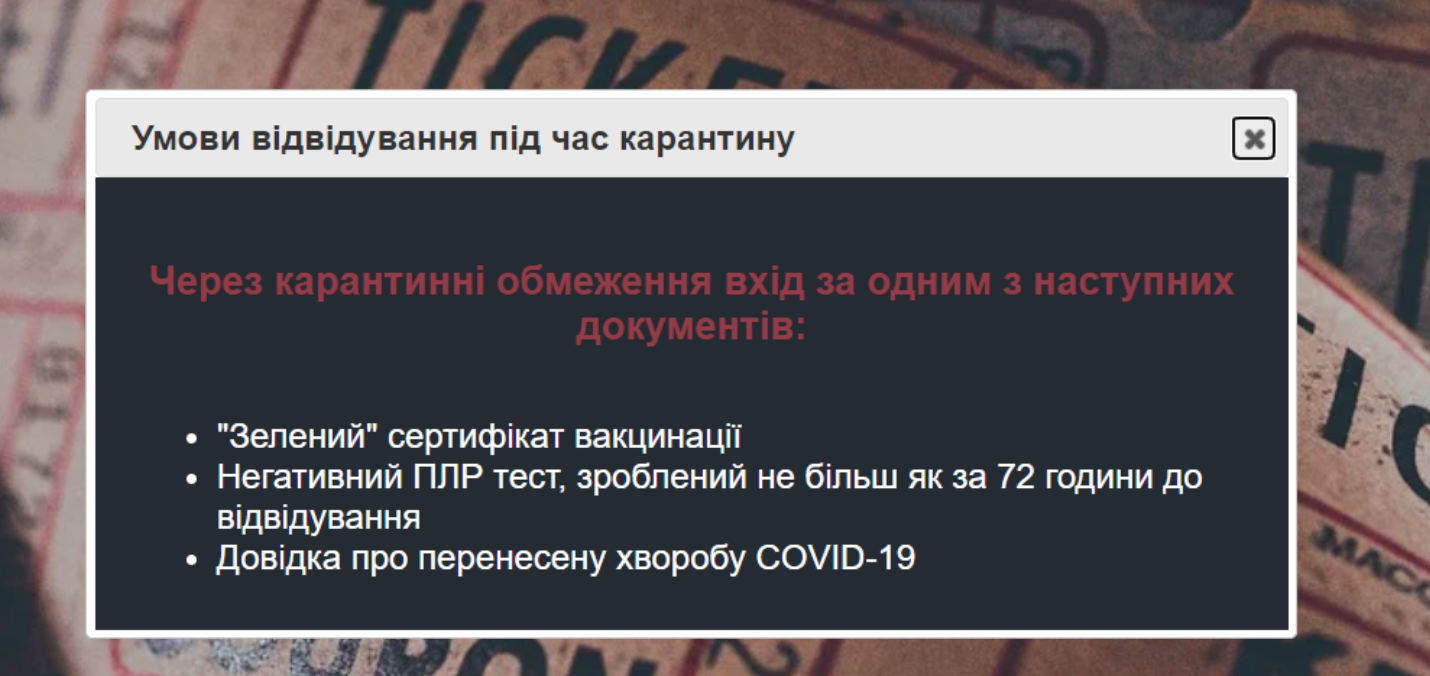 TICKET
Умови відвідування під час карантину
Через карантинні обмеження вхід за одним з наступних
документів:
"Зелений" сертифікат вакцинації
Негативний ПЛР тест, зроблений не більш як за 72 години до
відвідування
Довідка про перенесену хворобу COVID-19